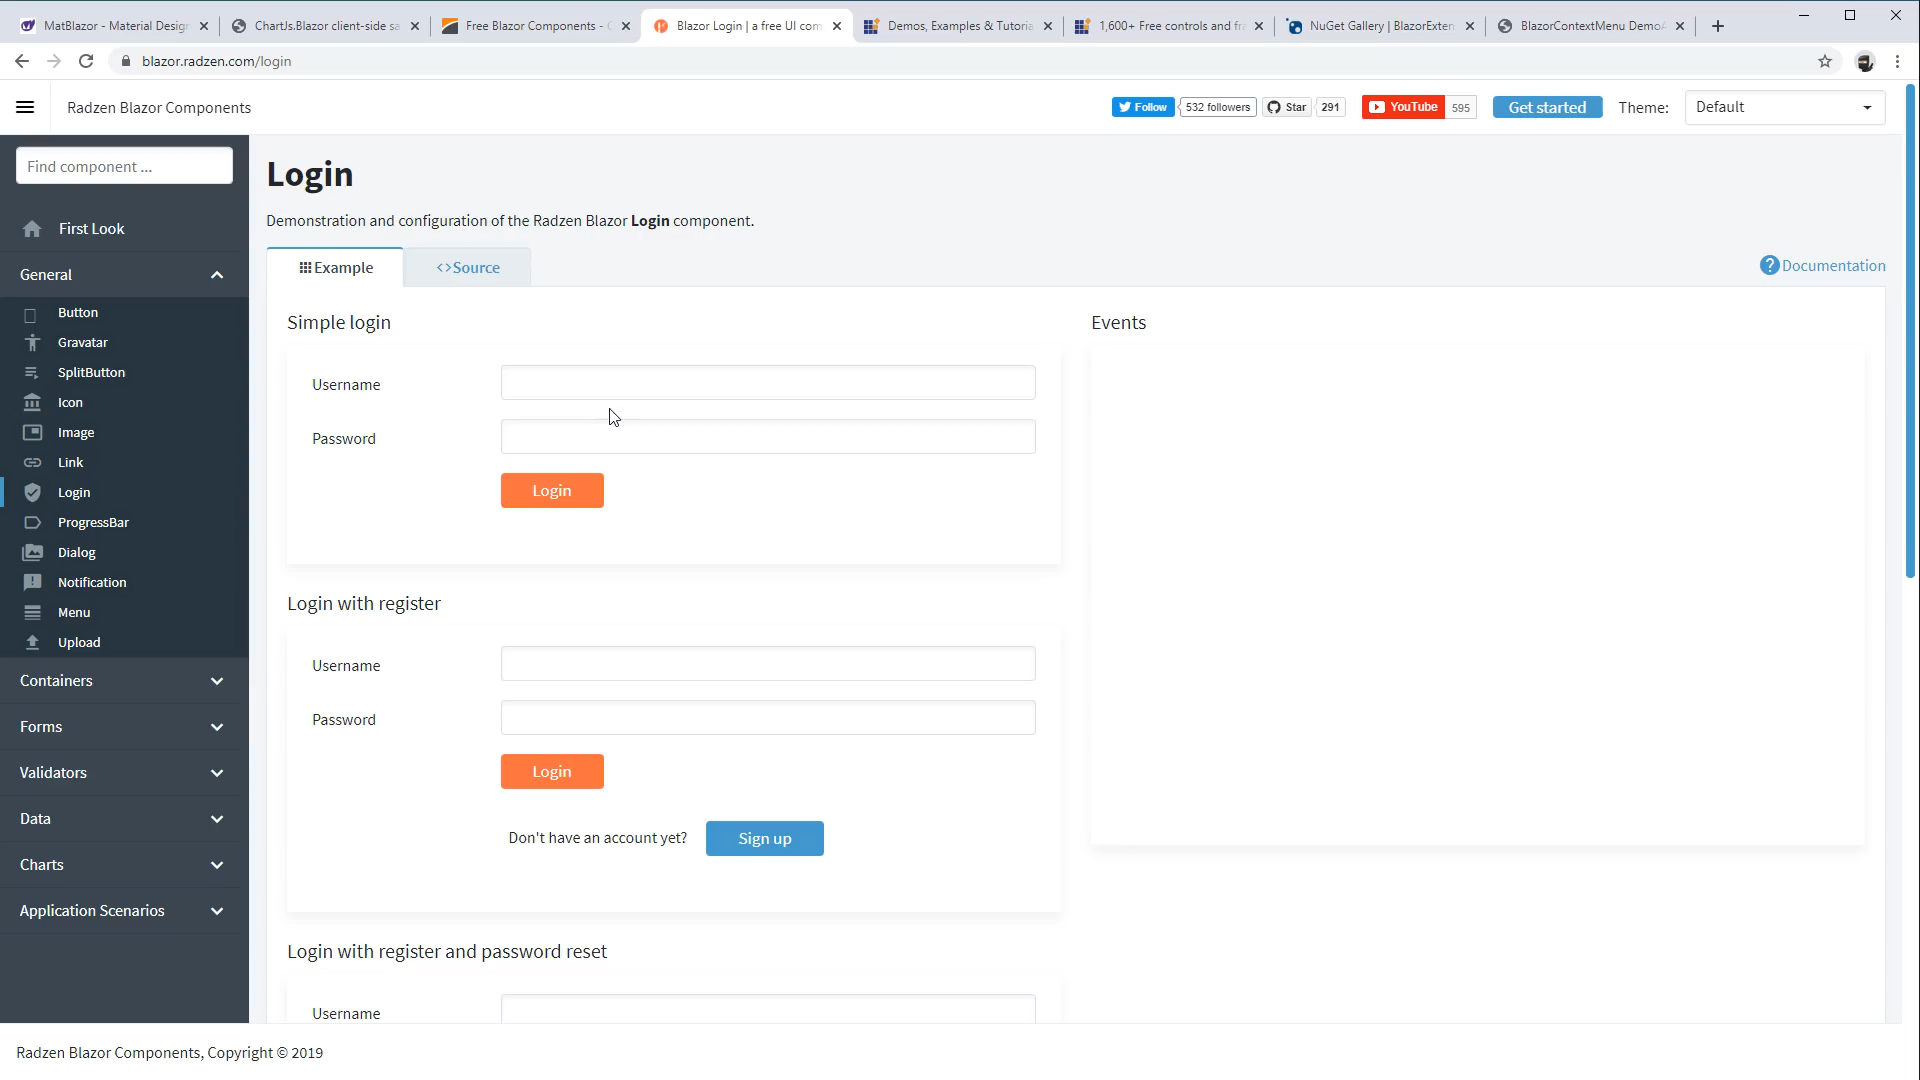 MatBlazor - Material Design
ChartJs.Blazor client-side sa
Free Blazor Components - 
Blazor Login | a free UI com
Demos, Examples & Tutoria
1,600+ Free controls and fra
NuGet Gallery | BlazorExten
BlazorContextMenu DemoA
blazor.radzen.com/login
Radzen Blazor Components
Follow
532 followers
Star
291
YouTube
595
Get started
Theme:
Default
Find component ...
First Look
General
Button
Gravatar
SplitButton
Icon
Image
Link
Login
ProgressBar
Dialog
Notification
Menu
Upload
Containers
Forms
Validators
Data
Charts
Application Scenarios
Login
Demonstration and configuration of the Radzen Blazor Login component.
Example
<>Source
Documentation
Simple login
Username
Password
Login
Events
Login with register
Username
Password
Login
Don't have an account yet?
Sign up
Login with register and password reset
Username
Radzen Blazor Components, Copyright © 2019